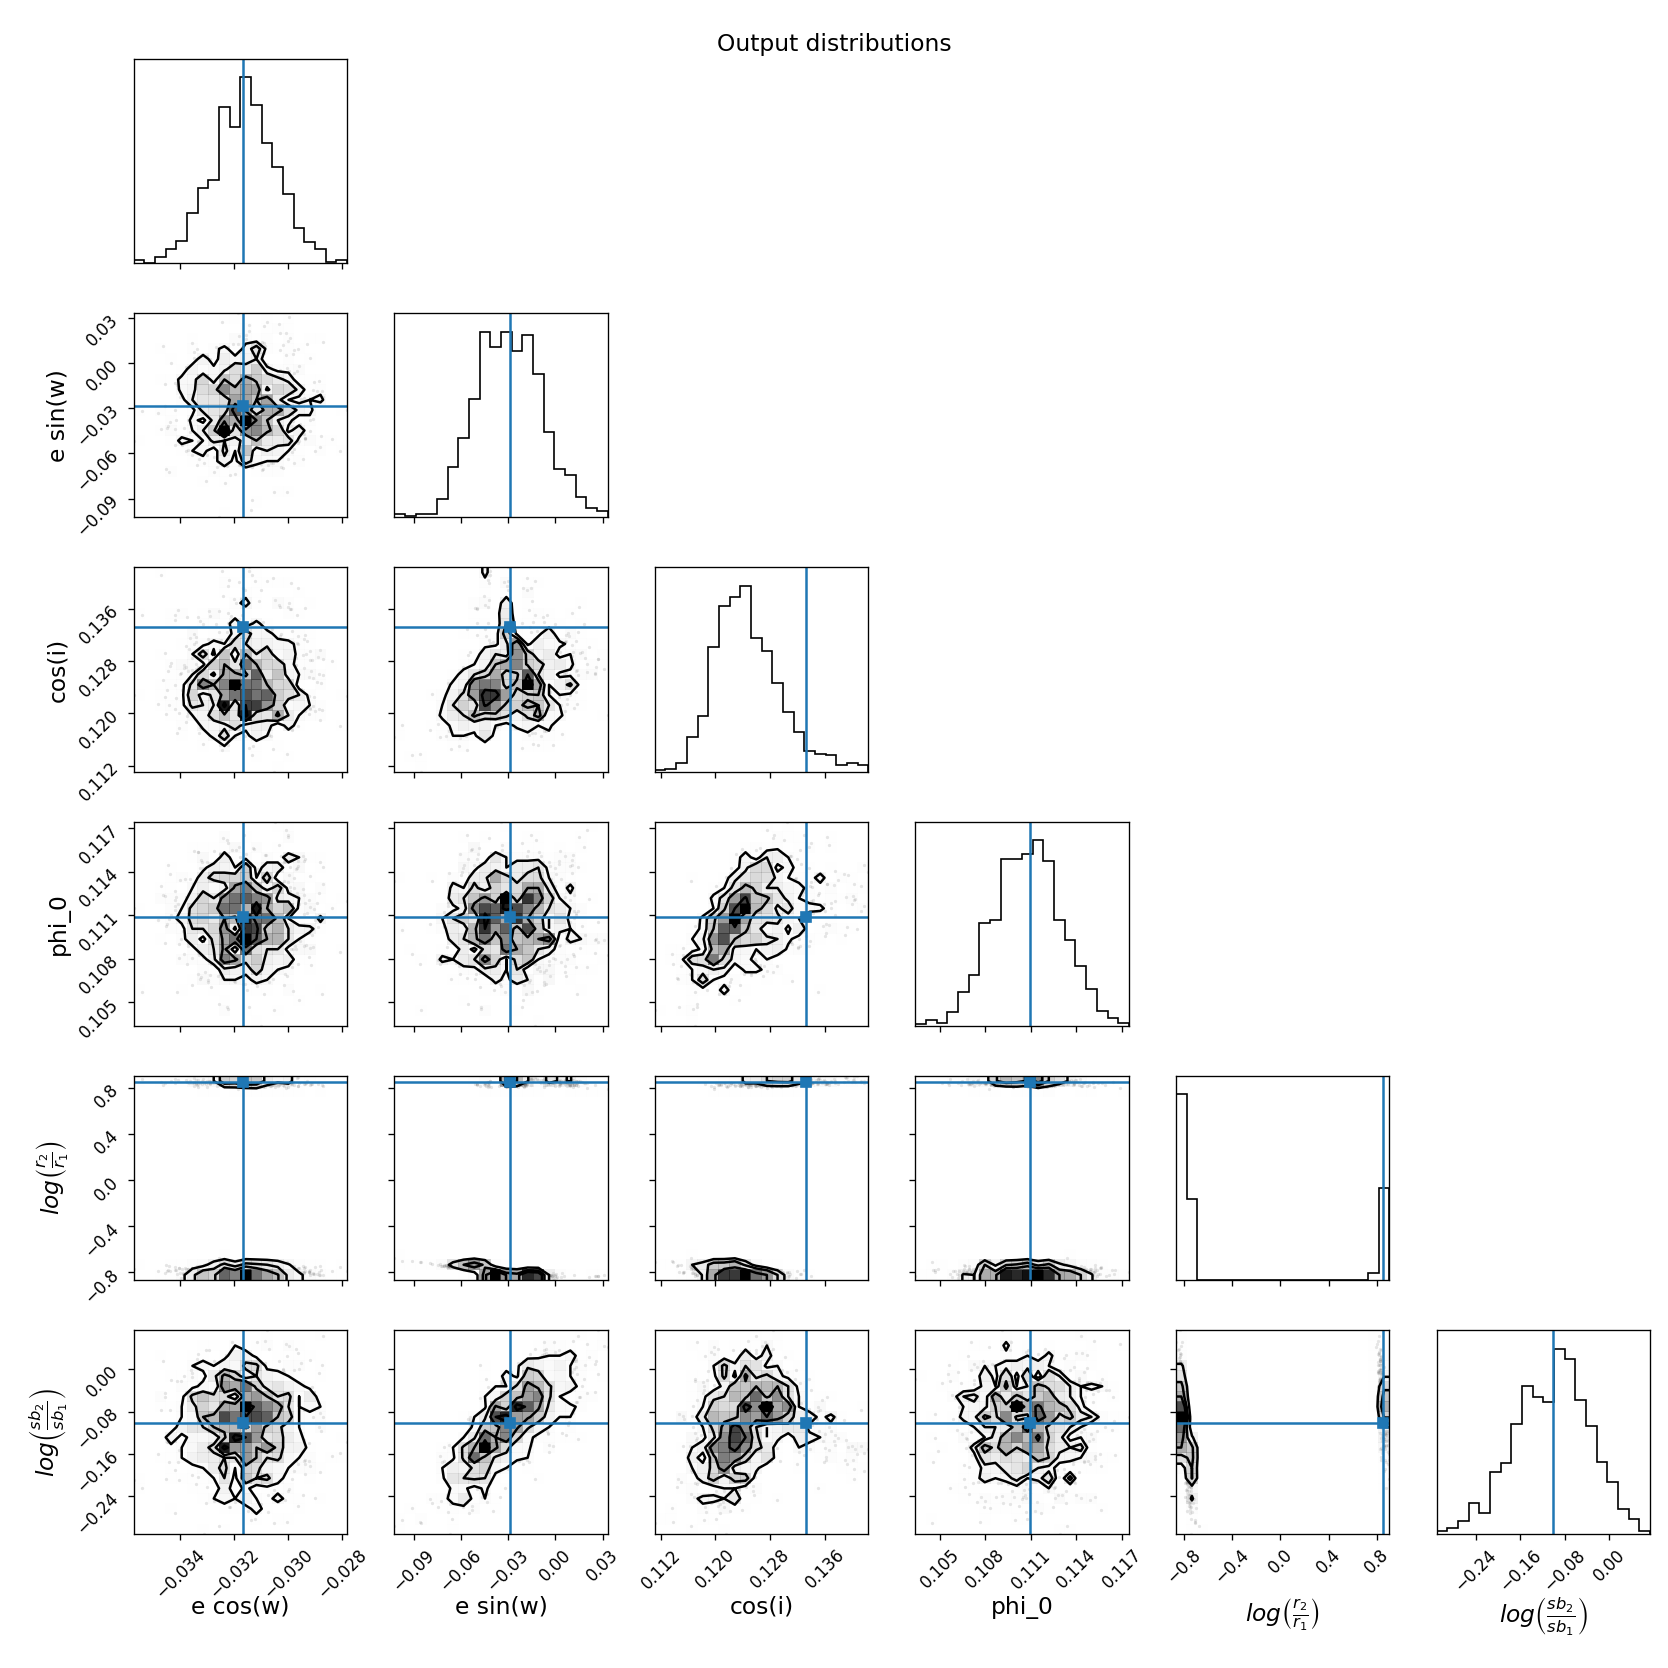 Output distributions
0.03
0.00
−0.03
−0.06
−0.09
e sin(w)
0.136
0.128
0.120
0.112
cos(i)
0.117
0.114
0.111
0.108
0.105
phi_0
0.8
0.4
0.0
−0.4
−0.8
log(r₂/r₁)
0.00
−0.08
−0.16
−0.24
log(sb₂/sb₁)
−0.034 −0.032 −0.030 −0.028
−0.09 −0.06 −0.03 0.00 0.03
0.112 0.120 0.128 0.136
0.105 0.108 0.111 0.114 0.117
−0.8 −0.4 0.0 0.4 0.8
−0.24 −0.16 −0.08 0.00
e cos(w) e sin(w) cos(i) phi_0 log(r₂/r₁) log(sb₂/sb₁)